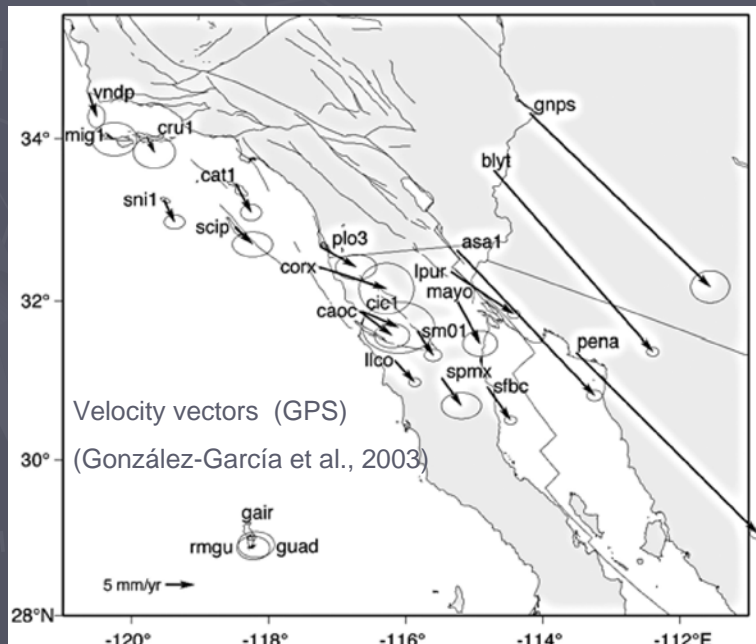 vndp
gnps
34°
mig1
cru1
blyt
cat1
sni1
scip
plo3
asa1
corx
lpur
32°
mayo
cic1
caoc
sm01
pena
llco
spmx
sfbc
Velocity vectors (GPS)
(González-García et al., 2003)
30°
gair
rmgu
guad
5 mm/yr
28°N
-120°
-118°
-116°
-114°
-112°E